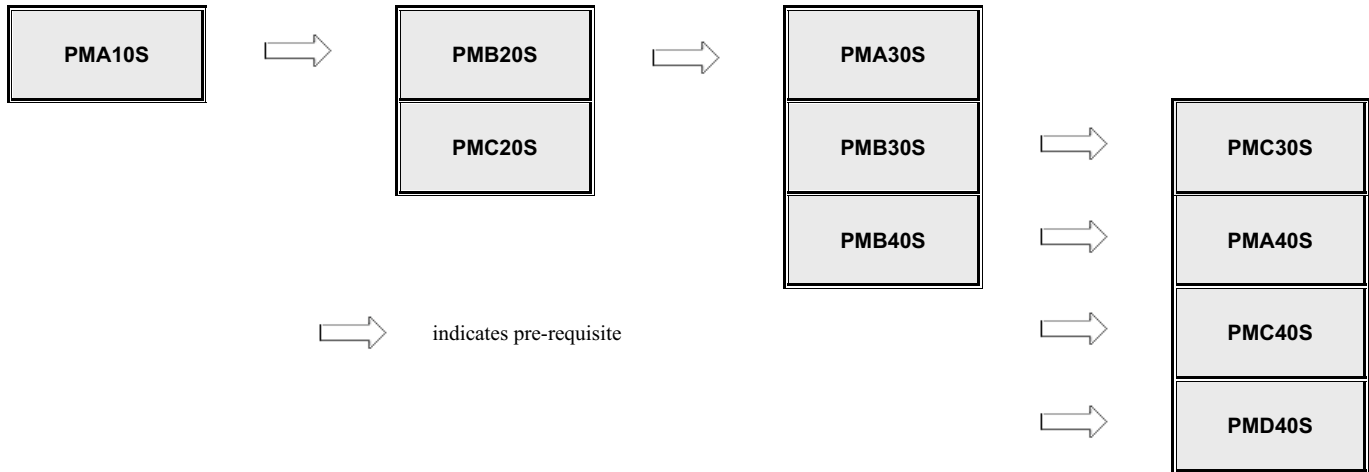 PMA10S
PMB20S
PMA30S
PMC20S
PMB30S
PMC30S
PMB40S
PMA40S
indicates pre-requisite
PMC40S
PMD40S